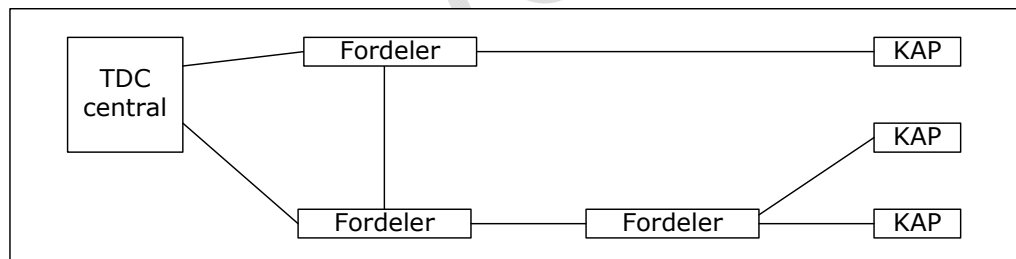 TDC
central
Fordeler
KAP
KAP
Fordeler
Fordeler
KAP